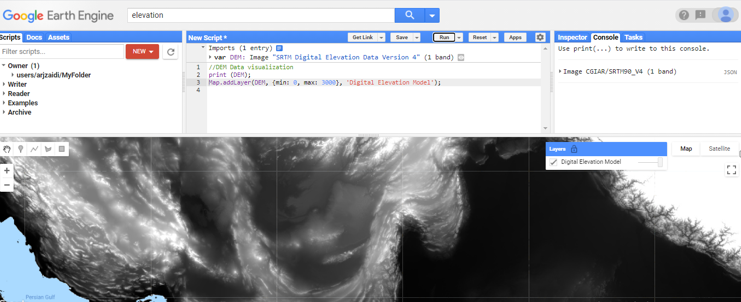 Google Earth Engine
elevation
Scripts Docs Assets
Filter scripts...
NEW
Owner (1)
users/arjzaidi/MyFolder
Writer
Reader
Examples
Archive
New Script *
Get Link
Save
Run
Reset
Apps
Imports (1 entry)
var DEM: Image "SRTM Digital Elevation Data Version 4" (1 band)
1 //DEM Data visualization
2 print (DEM);
3 Map.addLayer(DEM, {min: 0, max: 3000}, 'Digital Elevation Model');
4
Inspector Console Tasks
Use print(...) to write to this console.
Image CGIAR/SRTM90_V4 (1 band)
JSON
Layers
Digital Elevation Model
Map
Satellite
+
−
Persian Gulf